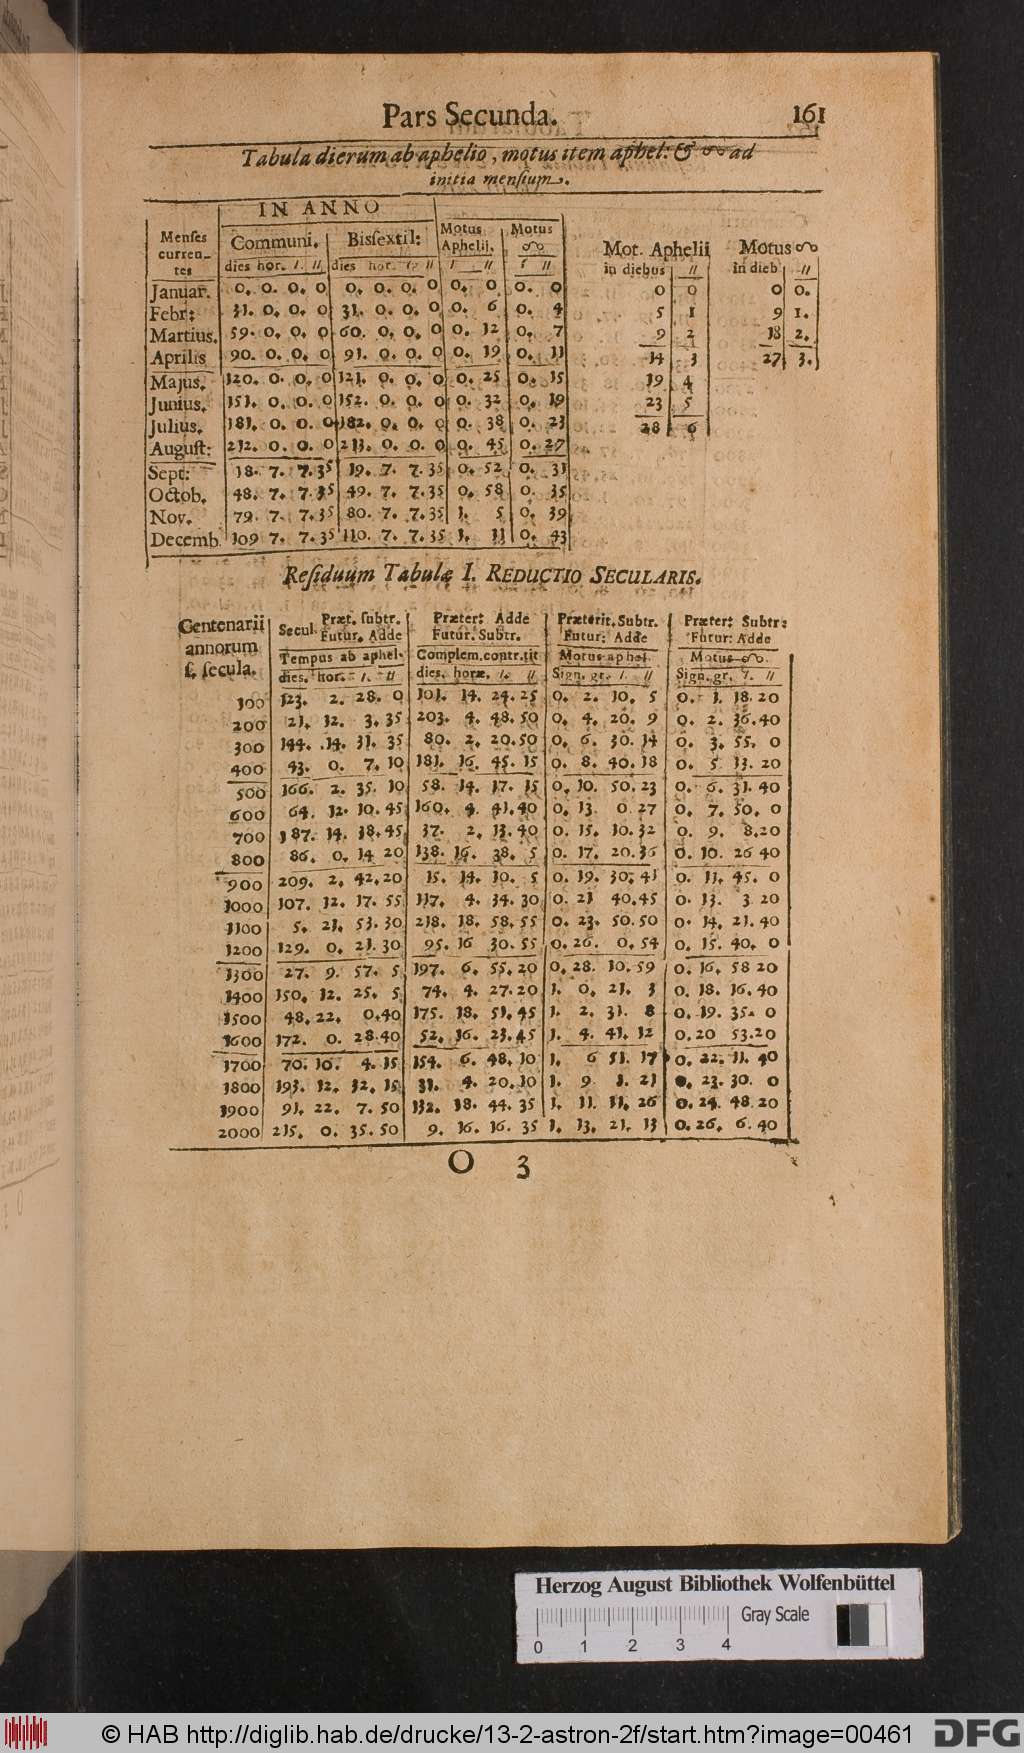 Pars Secunda. 161
Tabula dierum ab aphelio, motus item aphel: & ☊ ad
initia mensium.
IN ANNO
Menses curren-tes | Communi. | Bissextil: | Motus Aphelij. | Motus ☊ | Mot. Aphelii | Motus ☊
dies hor. ı. ıı | dies hor. ı. ıı | ı ıı | ı ıı | in diebus ıı | in dieb ıı
Januar. 0. 0. 0. 0 | 0. 0. 0. 0 | 0. 0 | 0. 0 | 0 0 | 0 0.
Febr: 31. 0. 0. 0 | 31. 0. 0. 0 | 0. 6 | 0. 4 | 5 1 | 9 1.
Martius. 59. 0. 0. 0 | 60. 0. 0. 0 | 0. 12 | 0. 7 | 9 2 | 18 2.
Aprilis 90. 0. 0. 0 | 91. 0. 0. 0 | 0. 19 | 0. 11 | 14 3 | 27 3.
Majus. 120. 0. 0. 0 | 121. 0. 0. 0 | 0. 25 | 0. 15 | 19 4
Junius. 151. 0. 0. 0 | 152. 0. 0. 0 | 0. 32 | 0. 19 | 23 5
Julius. 181. 0. 0. 0 | 182. 0. 0. 0 | 0. 38 | 0. 23 | 28 6
August: 212. 0. 0. 0 | 213. 0. 0. 0 | 0. 45 | 0. 27
Sept: 18. 7. 7. 35 | 19. 7. 7. 35 | 0. 52 | 0. 31
Octob. 48. 7. 7. 35 | 49. 7. 7. 35 | 0. 58 | 0. 35
Nov. 79. 7. 7. 35 | 80. 7. 7. 35 | 1. 5 | 0. 39
Decemb. 109 7. 7. 35 | 110. 7. 7. 35 | 1. 11 | 0. 43
Residuum Tabulæ I. REDUCTIO SECULARIS.
Centenarii annorum s. secula. | Secul. Præt. subtr. Futur. Adde | Præter: Adde Futur. Subtr. | Præterit. Subtr. Futur: Adde | Præter: Subtr: Futur: Adde
Tempus ab aphel. | Complem. contr. tit | Motus aphel. | Motus ☊.
dies. hor. ı. ıı | dies. horæ. ı. ıı | Sign. gr. ı. ıı | Sign. gr. ı. ıı
100 | 123. 2. 28. 0 | 101. 14. 24. 25 | 0. 2. 10. 5 | 0. 1. 18. 20
200 | 21. 12. 3. 35 | 203. 4. 48. 50 | 0. 4. 20. 9 | 0. 2. 36. 40
300 | 144. 14. 31. 35 | 80. 2. 20. 50 | 0. 6. 30. 14 | 0. 3. 55. 0
400 | 43. 0. 7. 10 | 181. 16. 45. 15 | 0. 8. 40. 18 | 0. 5 13. 20
500 | 166. 2. 35. 10 | 58. 14. 17. 15 | 0. 10. 50. 23 | 0. 6. 31. 40
600 | 64. 12. 10. 45 | 160. 4. 41. 40 | 0. 13. 0. 27 | 0. 7. 50. 0
700 | 187. 14. 38. 45 | 37. 2. 13. 40 | 0. 15. 10. 32 | 0. 9. 8. 20
800 | 86. 0. 14 20 | 138. 16. 38. 5 | 0. 17. 20. 36 | 0. 10. 26 40
900 | 209. 2. 42. 20 | 15. 14. 10. 5 | 0. 19. 30. 41 | 0. 11. 45. 0
1000 | 107. 12. 17. 55 | 117. 4. 34. 30 | 0. 21 40. 45 | 0. 13. 3 20
1100 | 5. 21. 53. 30 | 218. 18. 58. 55 | 0. 23. 50. 50 | 0. 14. 21. 40
1200 | 129. 0. 21. 30 | 95. 16 30. 55 | 0. 26. 0. 54 | 0. 15. 40. 0
1300 | 27. 9. 57. 5 | 197. 6. 55. 20 | 0. 28. 10. 59 | 0. 16. 58 20
1400 | 150. 12. 25. 5 | 74. 4. 27. 20 | 1. 0. 21. 3 | 0. 18. 16. 40
1500 | 48. 22. 0. 40 | 175. 18. 51. 45 | 1. 2. 31. 8 | 0. 19. 35. 0
1600 | 172. 0. 28. 40 | 52. 16. 23. 45 | 1. 4. 41. 12 | 0. 20 53. 20
1700 | 70. 10. 4. 15 | 154. 6. 48. 10 | 1. 6 51. 17 | 0. 22. 11. 40
1800 | 193. 12. 32. 15 | 31. 4. 20. 10 | 1. 9 1. 21 | 0. 23. 30. 0
1900 | 91. 22. 7. 50 | 132. 18. 44. 35 | 1. 11. 11. 26 | 0. 24. 48. 20
2000 | 215. 0. 35. 50 | 9. 16. 16. 35 | 1. 13. 21. 13 | 0. 26. 6. 40
O 3
Herzog August Bibliothek Wolfenbüttel
Gray Scale
0 1 2 3 4
© HAB http://diglib.hab.de/drucke/13-2-astron-2f/start.htm?image=00461 DFG